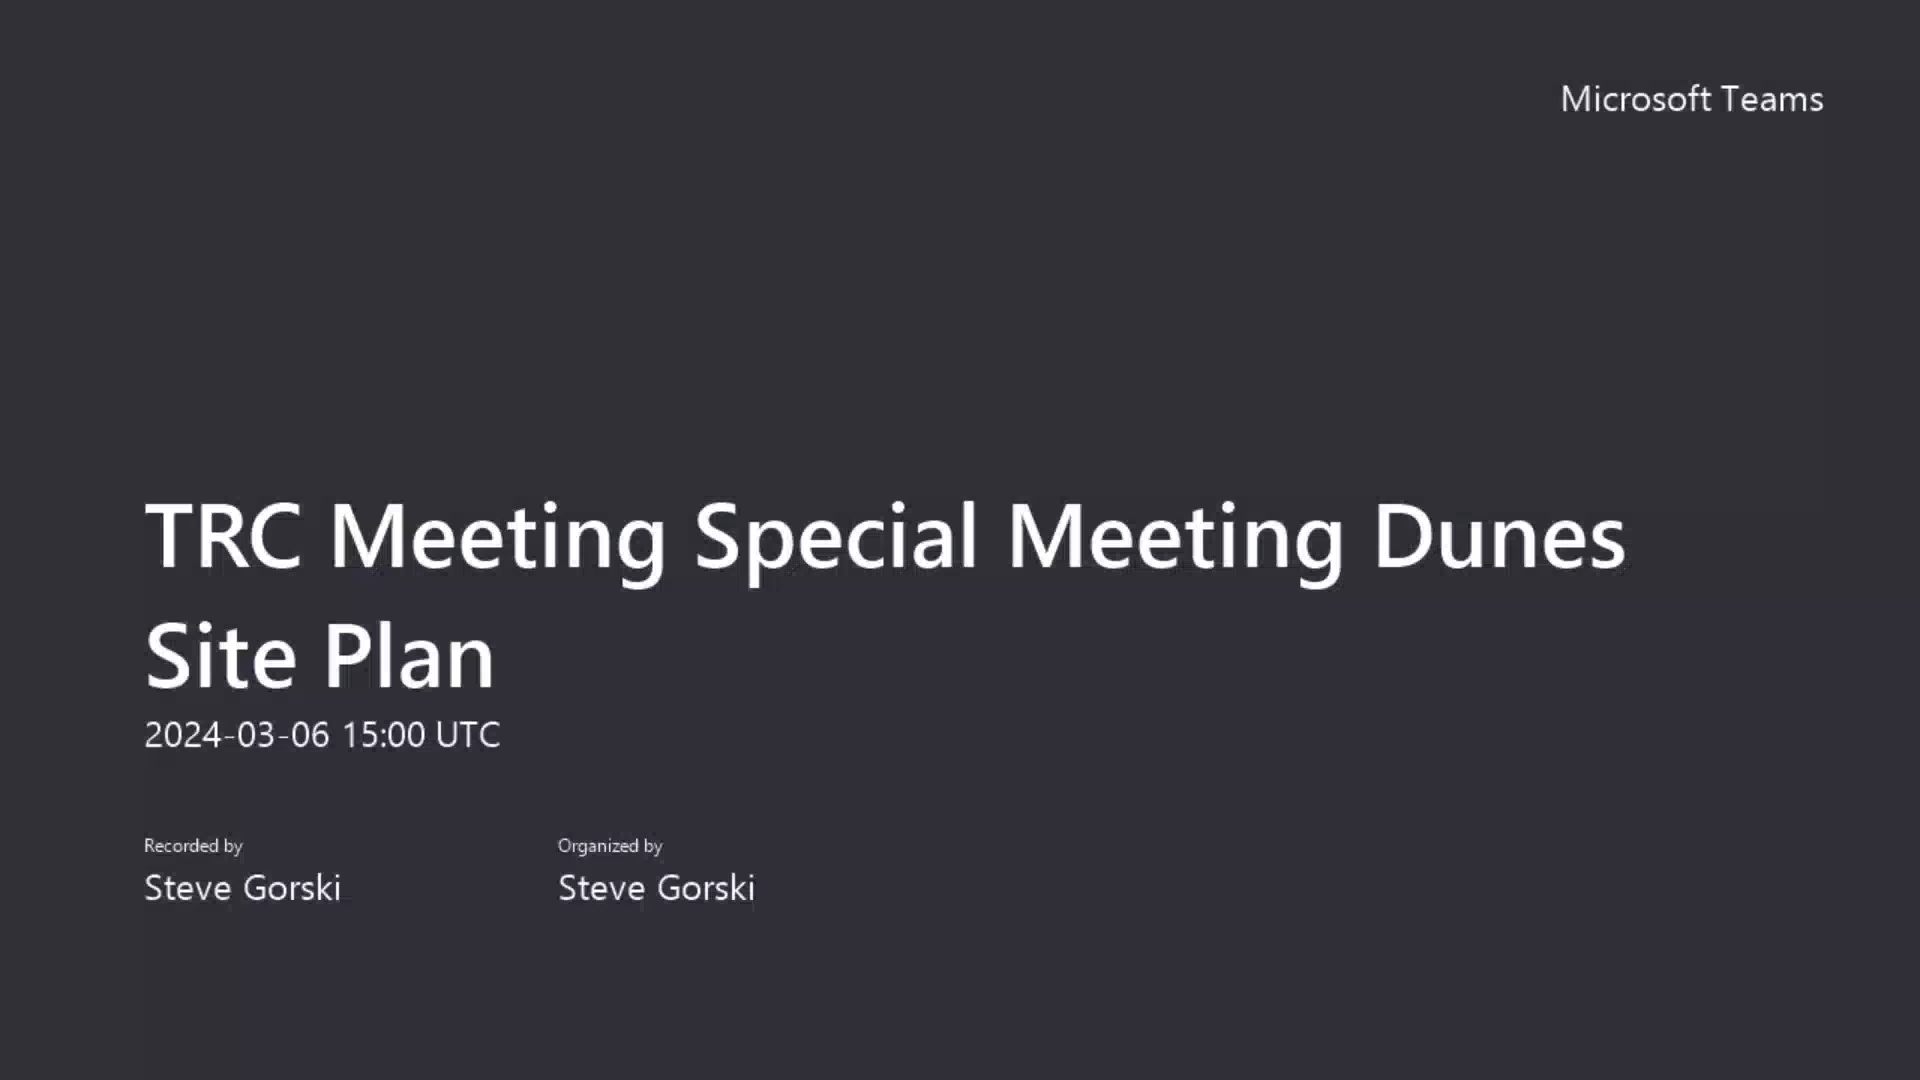 Microsoft Teams
TRC Meeting Special Meeting Dunes
Site Plan
2024-03-06 15:00 UTC
Recorded by
Steve Gorski
Organized by
Steve Gorski